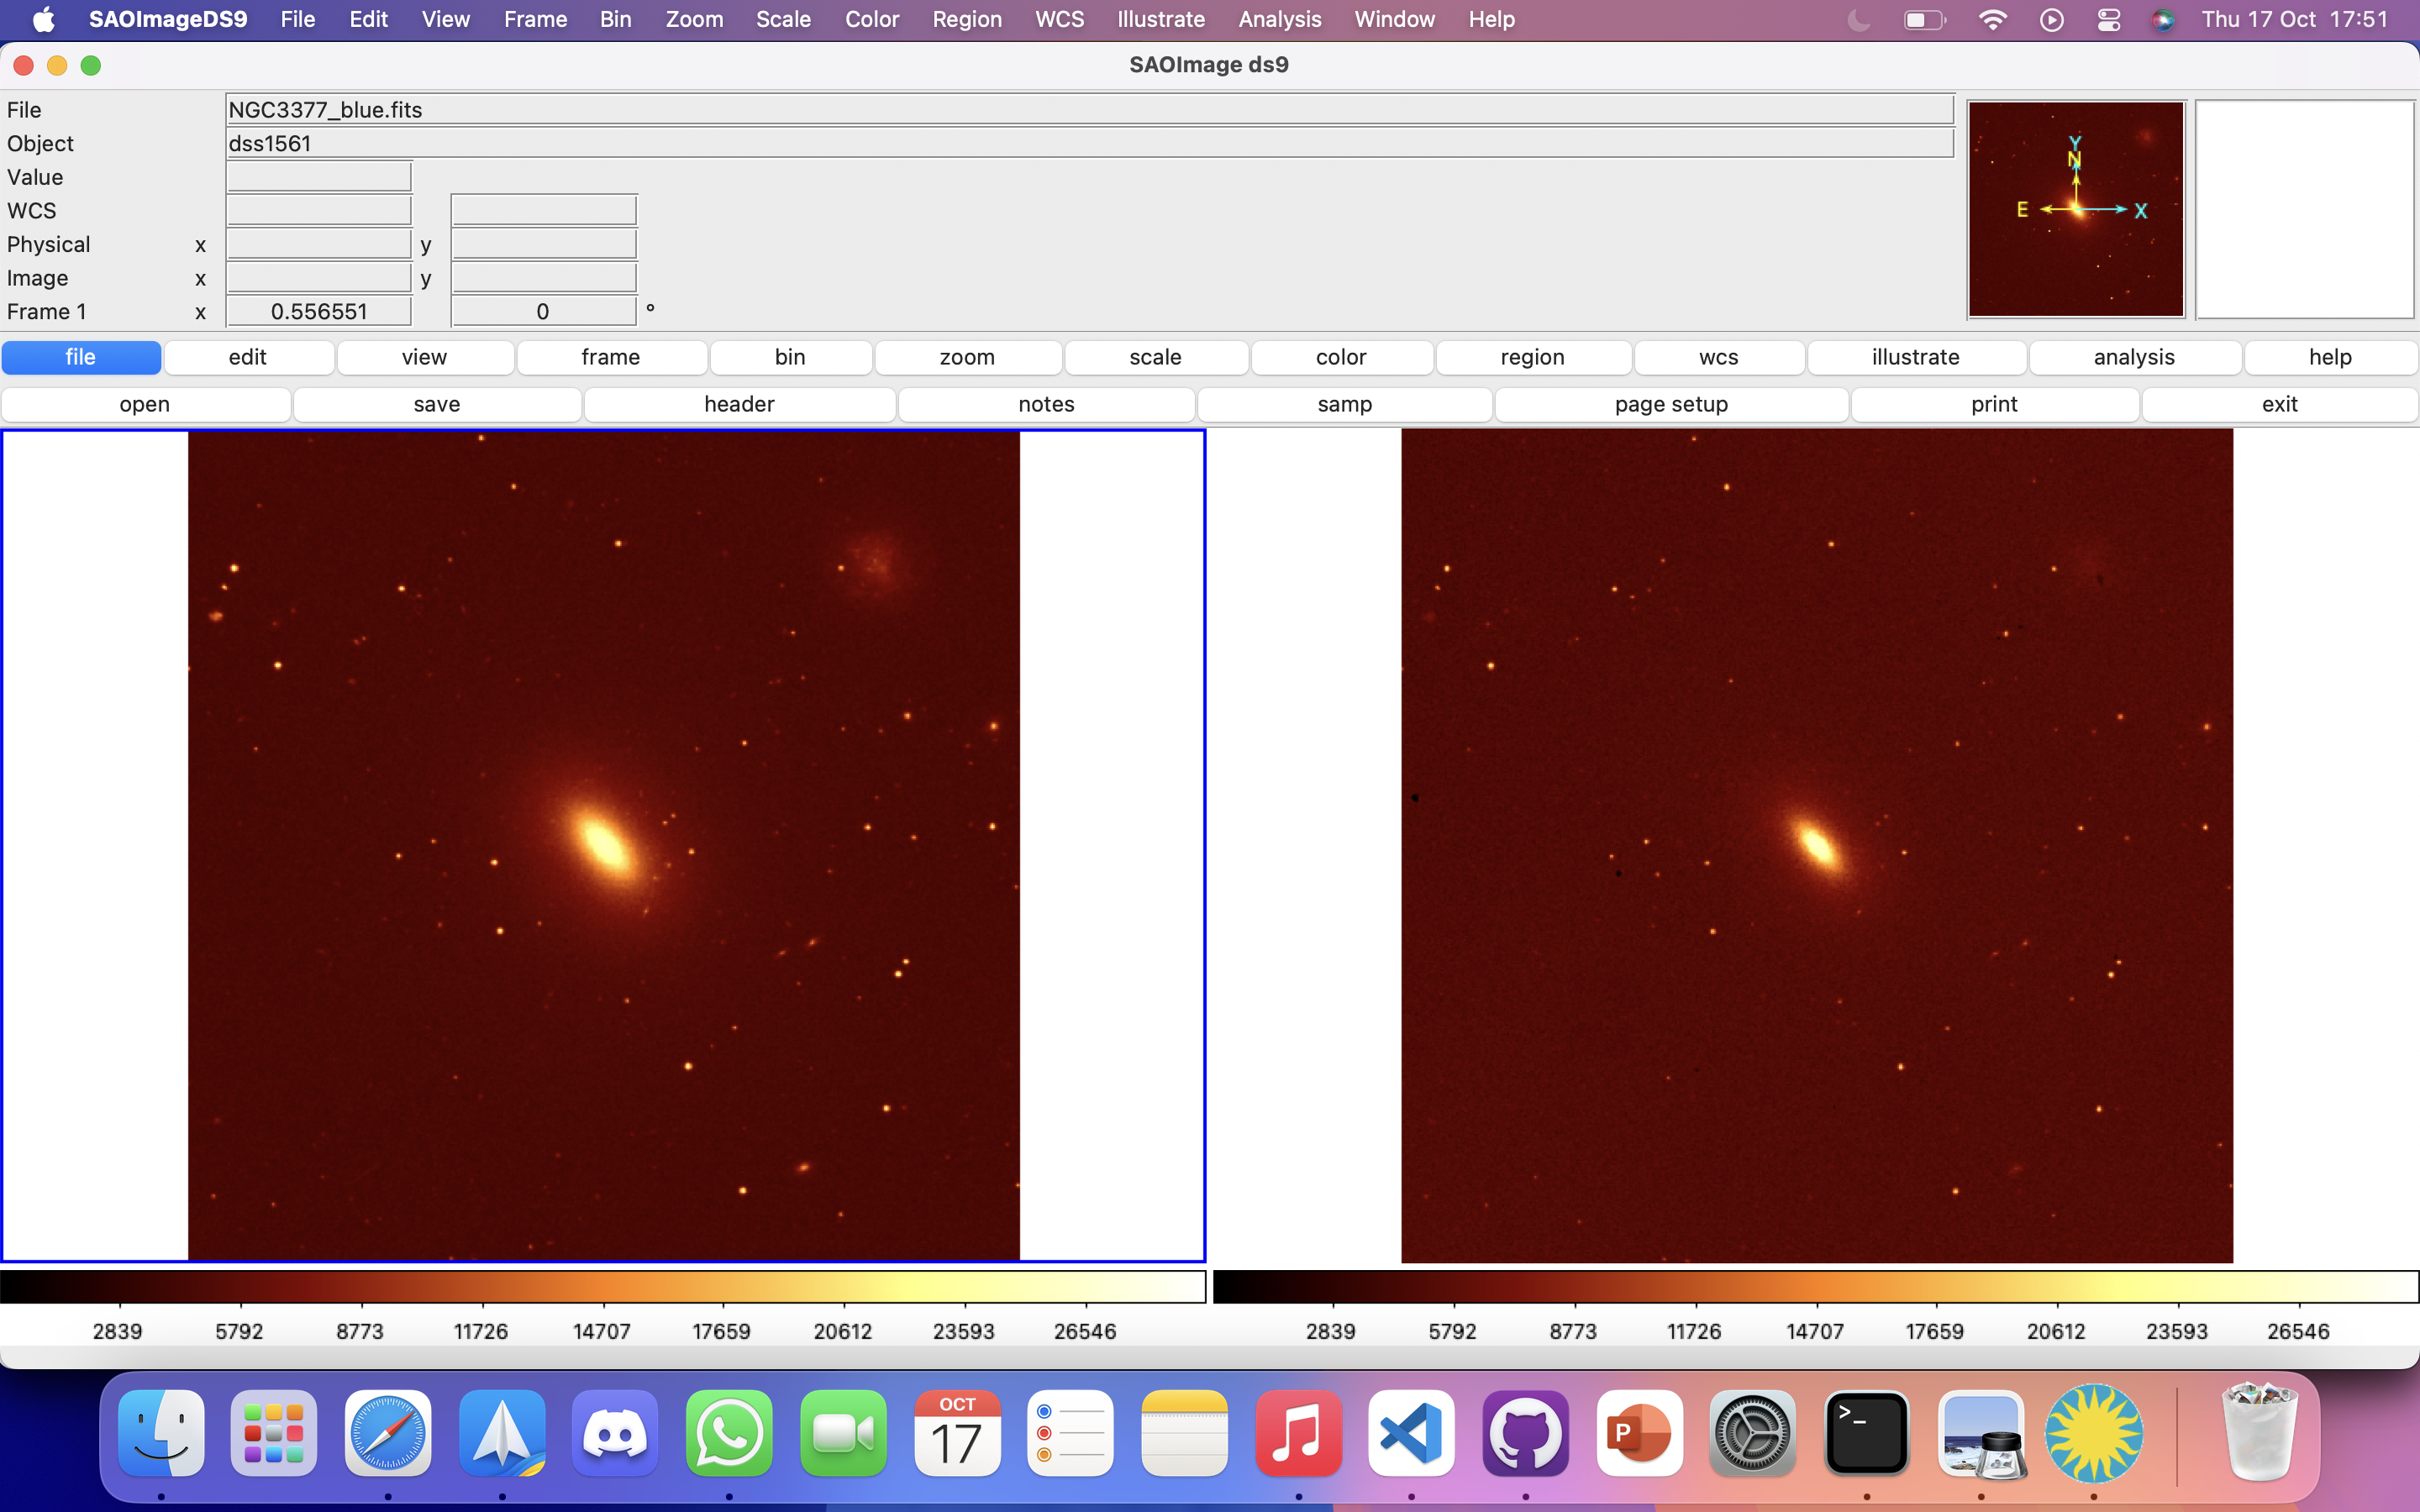 SAOImageDS9 File Edit View Frame Bin Zoom Scale Color Region WCS Illustrate Analysis Window Help Thu 17 Oct 17:51
SAOImage ds9
File NGC3377_blue.fits
Object dss1561
Value
WCS
Physical x y
Image x y
Frame 1 x 0.556551 0 °
Y
N
E X
file edit view frame bin zoom scale color region wcs illustrate analysis help
open save header notes samp page setup print exit
2839 5792 8773 11726 14707 17659 20612 23593 26546 2839 5792 8773 11726 14707 17659 20612 23593 26546
OCT
17
P
>_